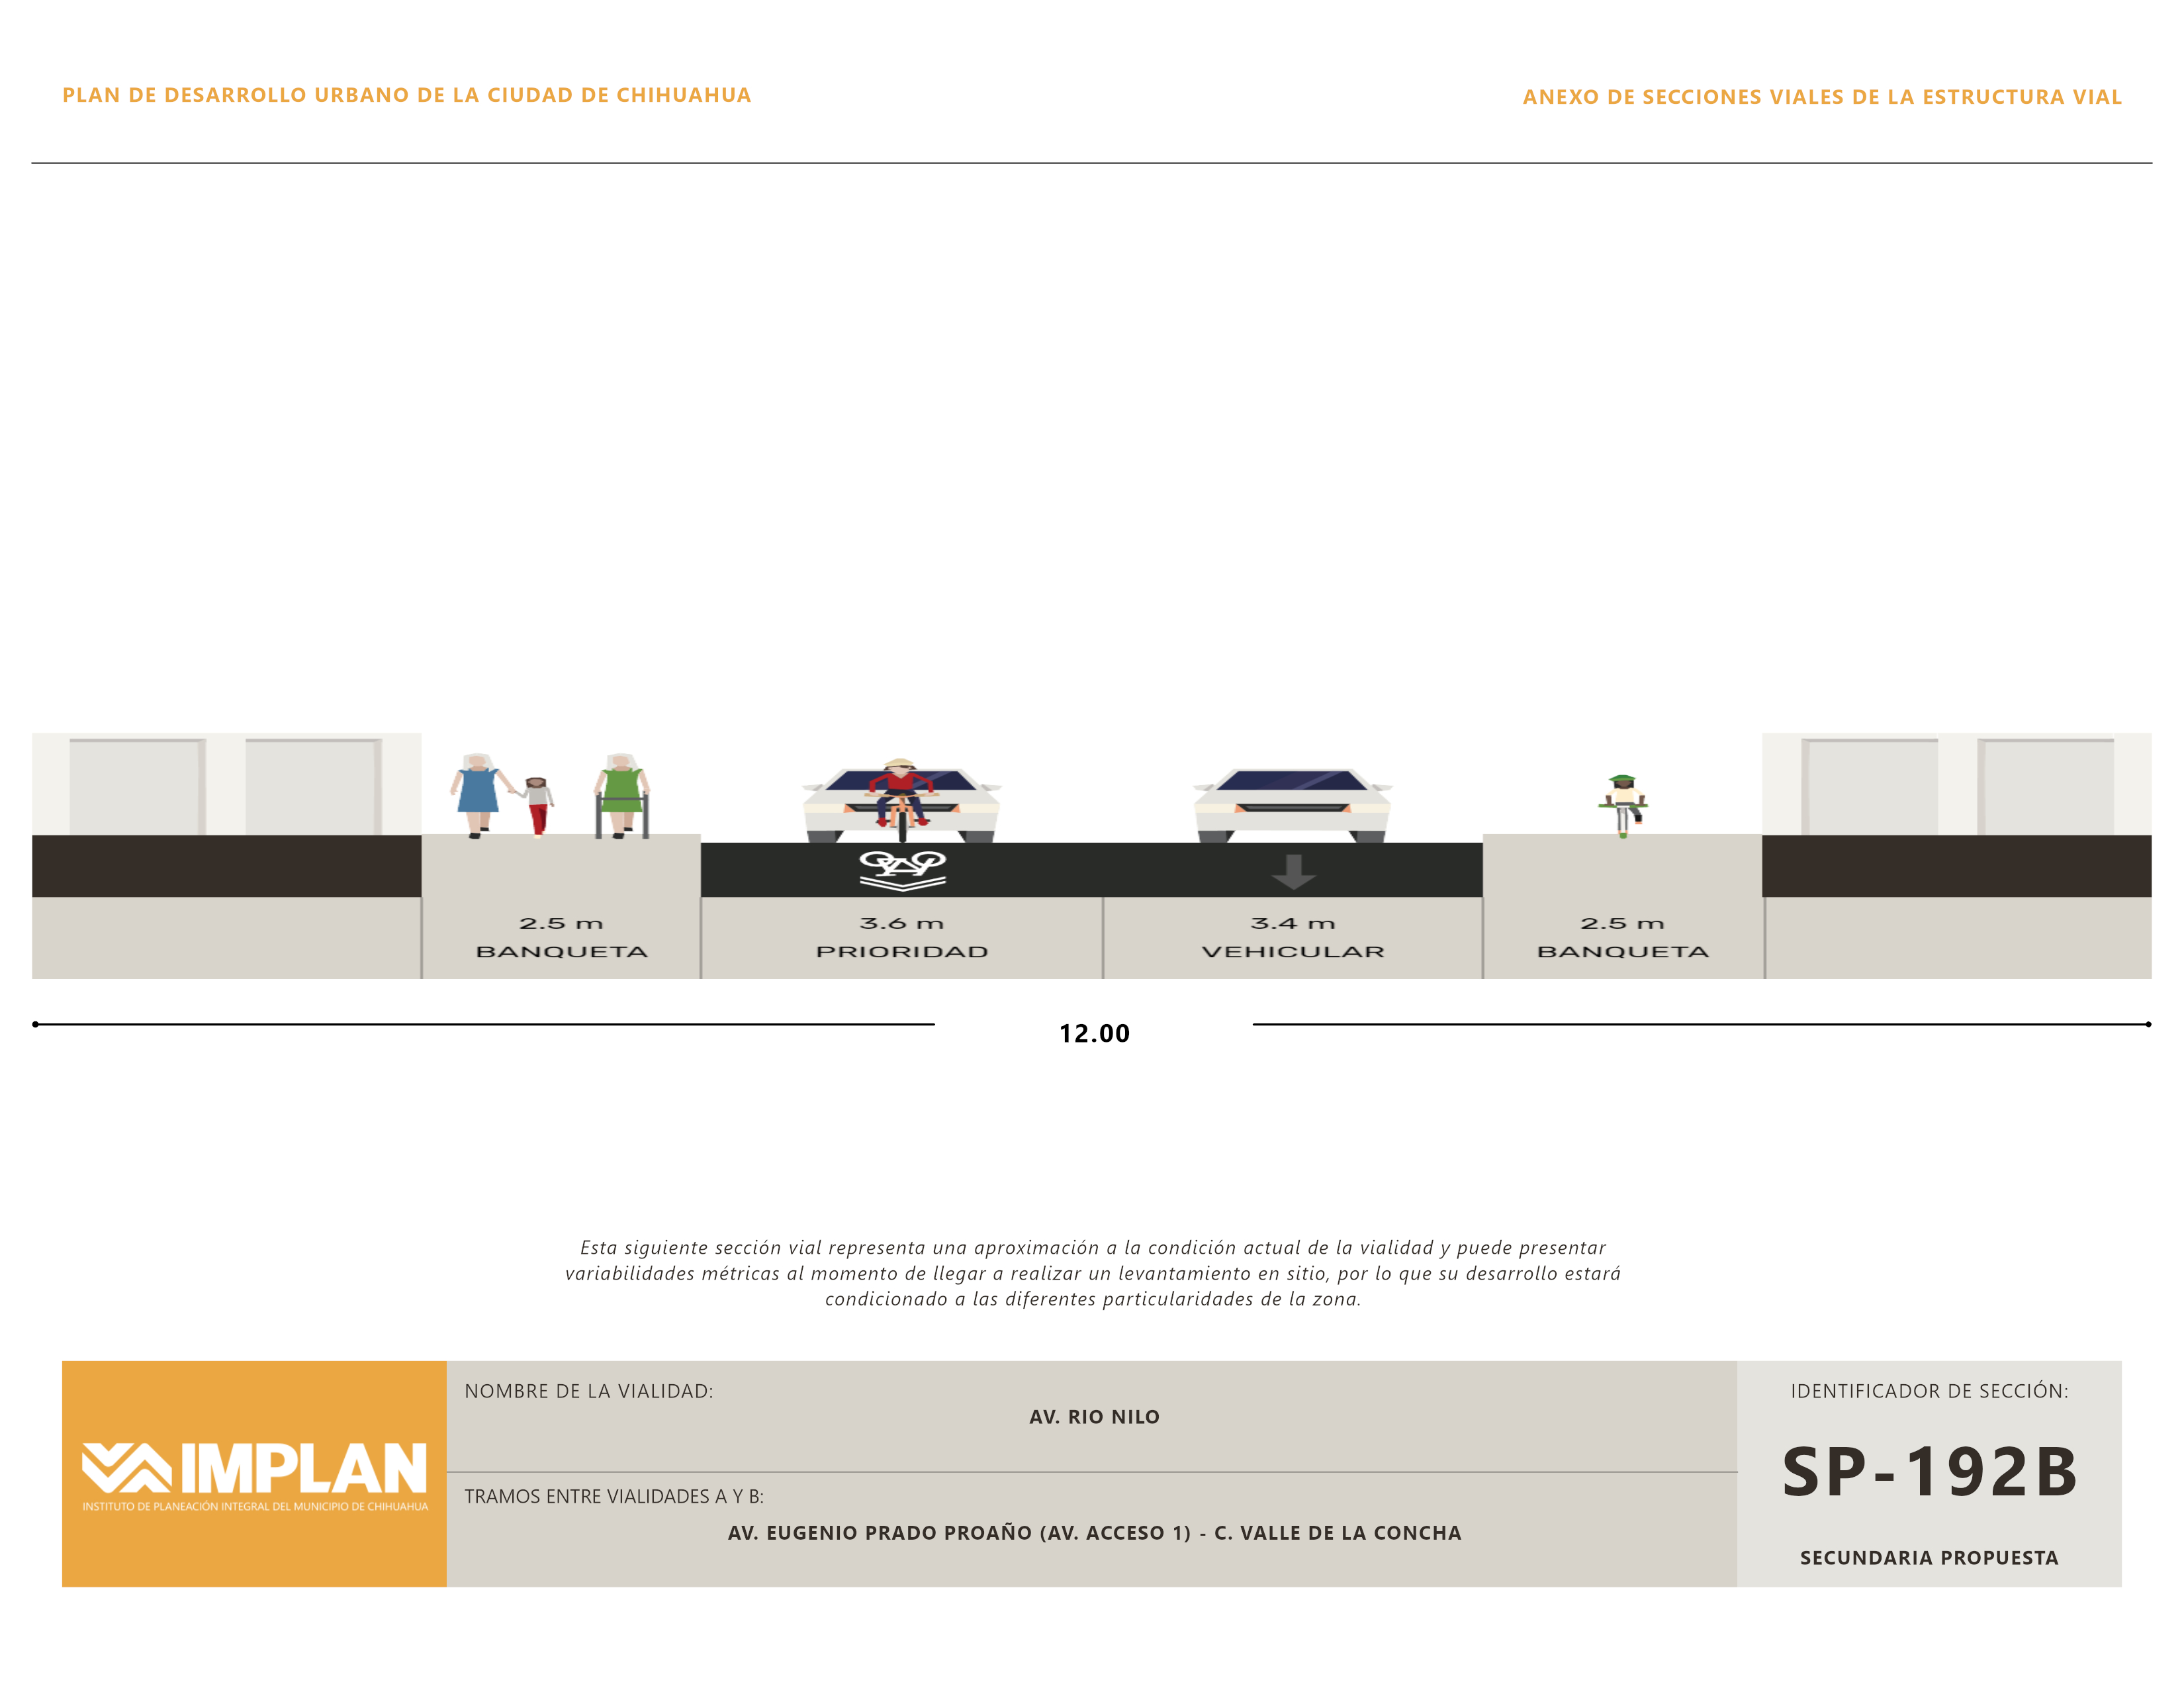 PLAN DE DESARROLLO URBANO DE LA CIUDAD DE CHIHUAHUA
ANEXO DE SECCIONES VIALES DE LA ESTRUCTURA VIAL
2.5 m
BANQUETA
3.6 m
PRIORIDAD
3.4 m
VEHICULAR
2.5 m
BANQUETA
12.00
Esta siguiente sección vial representa una aproximación a la condición actual de la vialidad y puede presentar
variabilidades métricas al momento de llegar a realizar un levantamiento en sitio, por lo que su desarrollo estará
condicionado a las diferentes particularidades de la zona.
IMPLAN
INSTITUTO DE PLANEACIÓN INTEGRAL DEL MUNICIPIO DE CHIHUAHUA
NOMBRE DE LA VIALIDAD:
AV. RIO NILO
TRAMOS ENTRE VIALIDADES A Y B:
AV. EUGENIO PRADO PROAÑO (AV. ACCESO 1) - C. VALLE DE LA CONCHA
IDENTIFICADOR DE SECCIÓN:
SP-192B
SECUNDARIA PROPUESTA